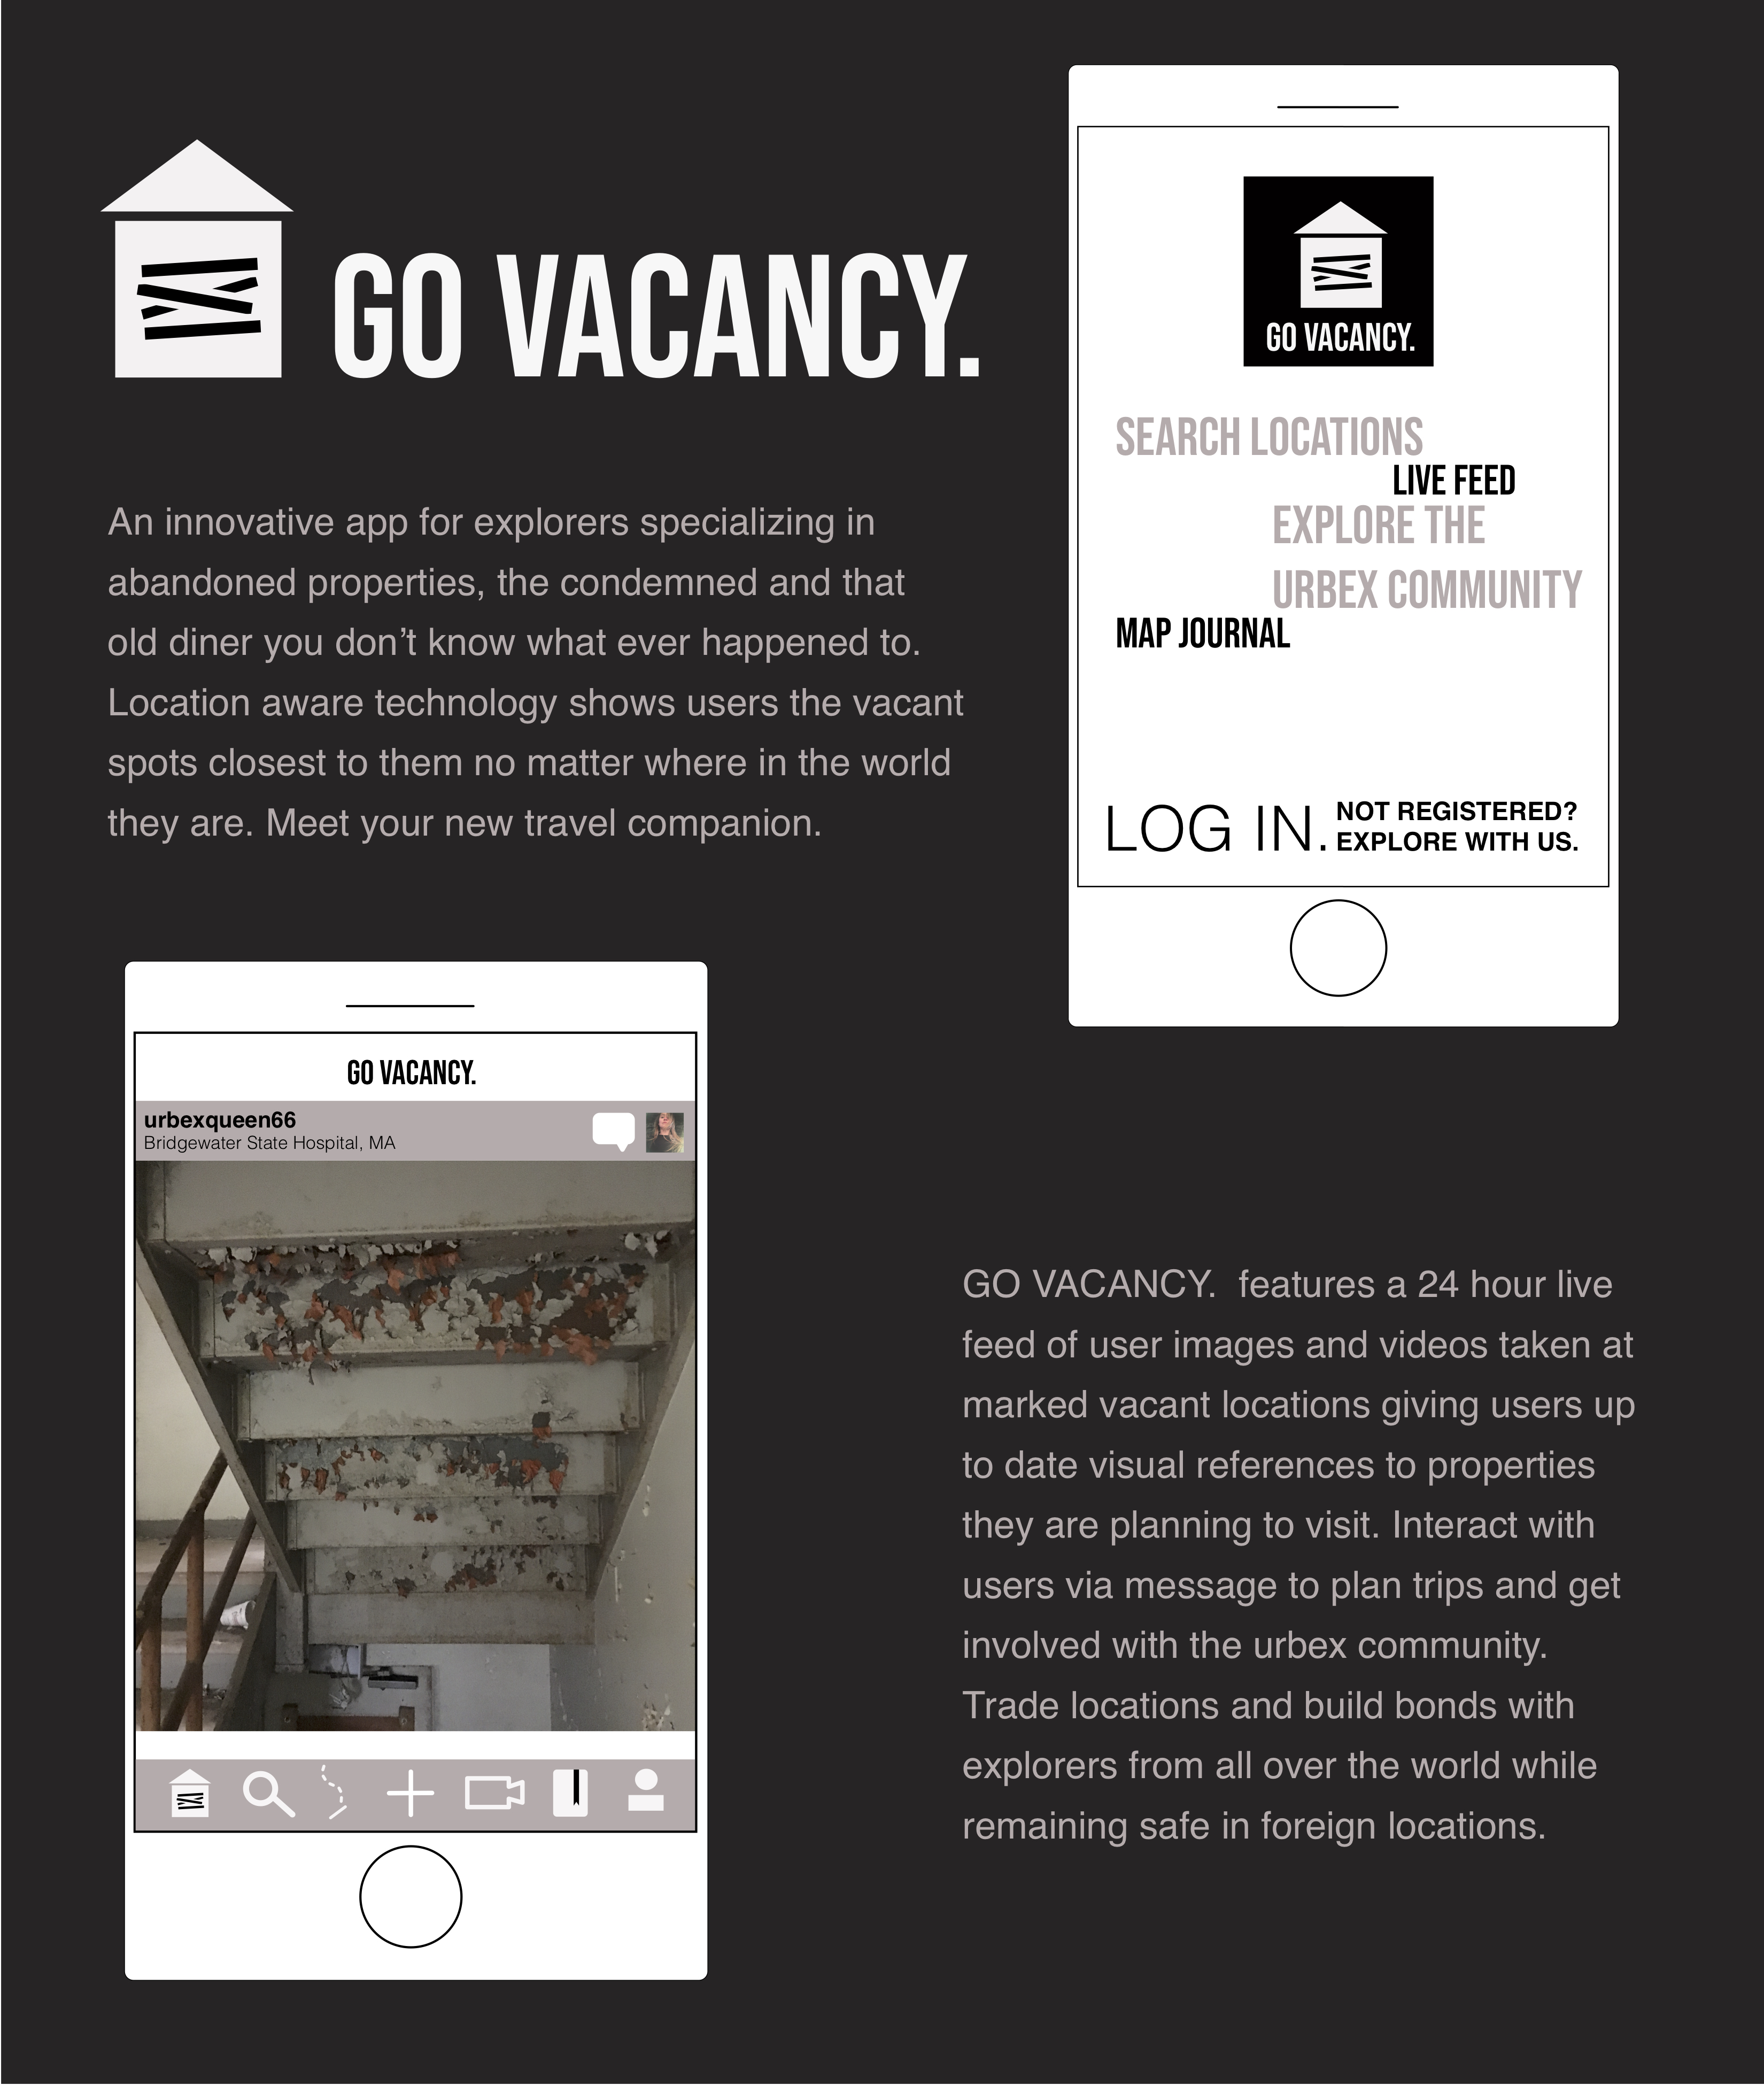 GO VACANCY.
An innovative app for explorers specializing in
abandoned properties, the condemned and that
old diner you don’t know what ever happened to.
Location aware technology shows users the vacant
spots closest to them no matter where in the world
they are. Meet your new travel companion.
GO VACANCY.
SEARCH LOCATIONS
LIVE FEED
EXPLORE THE
URBEX COMMUNITY
MAP JOURNAL
LOG IN.
NOT REGISTERED?
EXPLORE WITH US.
GO VACANCY.
urbexqueen66
Bridgewater State Hospital, MA
GO VACANCY.  features a 24 hour live
feed of user images and videos taken at
marked vacant locations giving users up
to date visual references to properties
they are planning to visit. Interact with
users via message to plan trips and get
involved with the urbex community.
Trade locations and build bonds with
explorers from all over the world while
remaining safe in foreign locations.